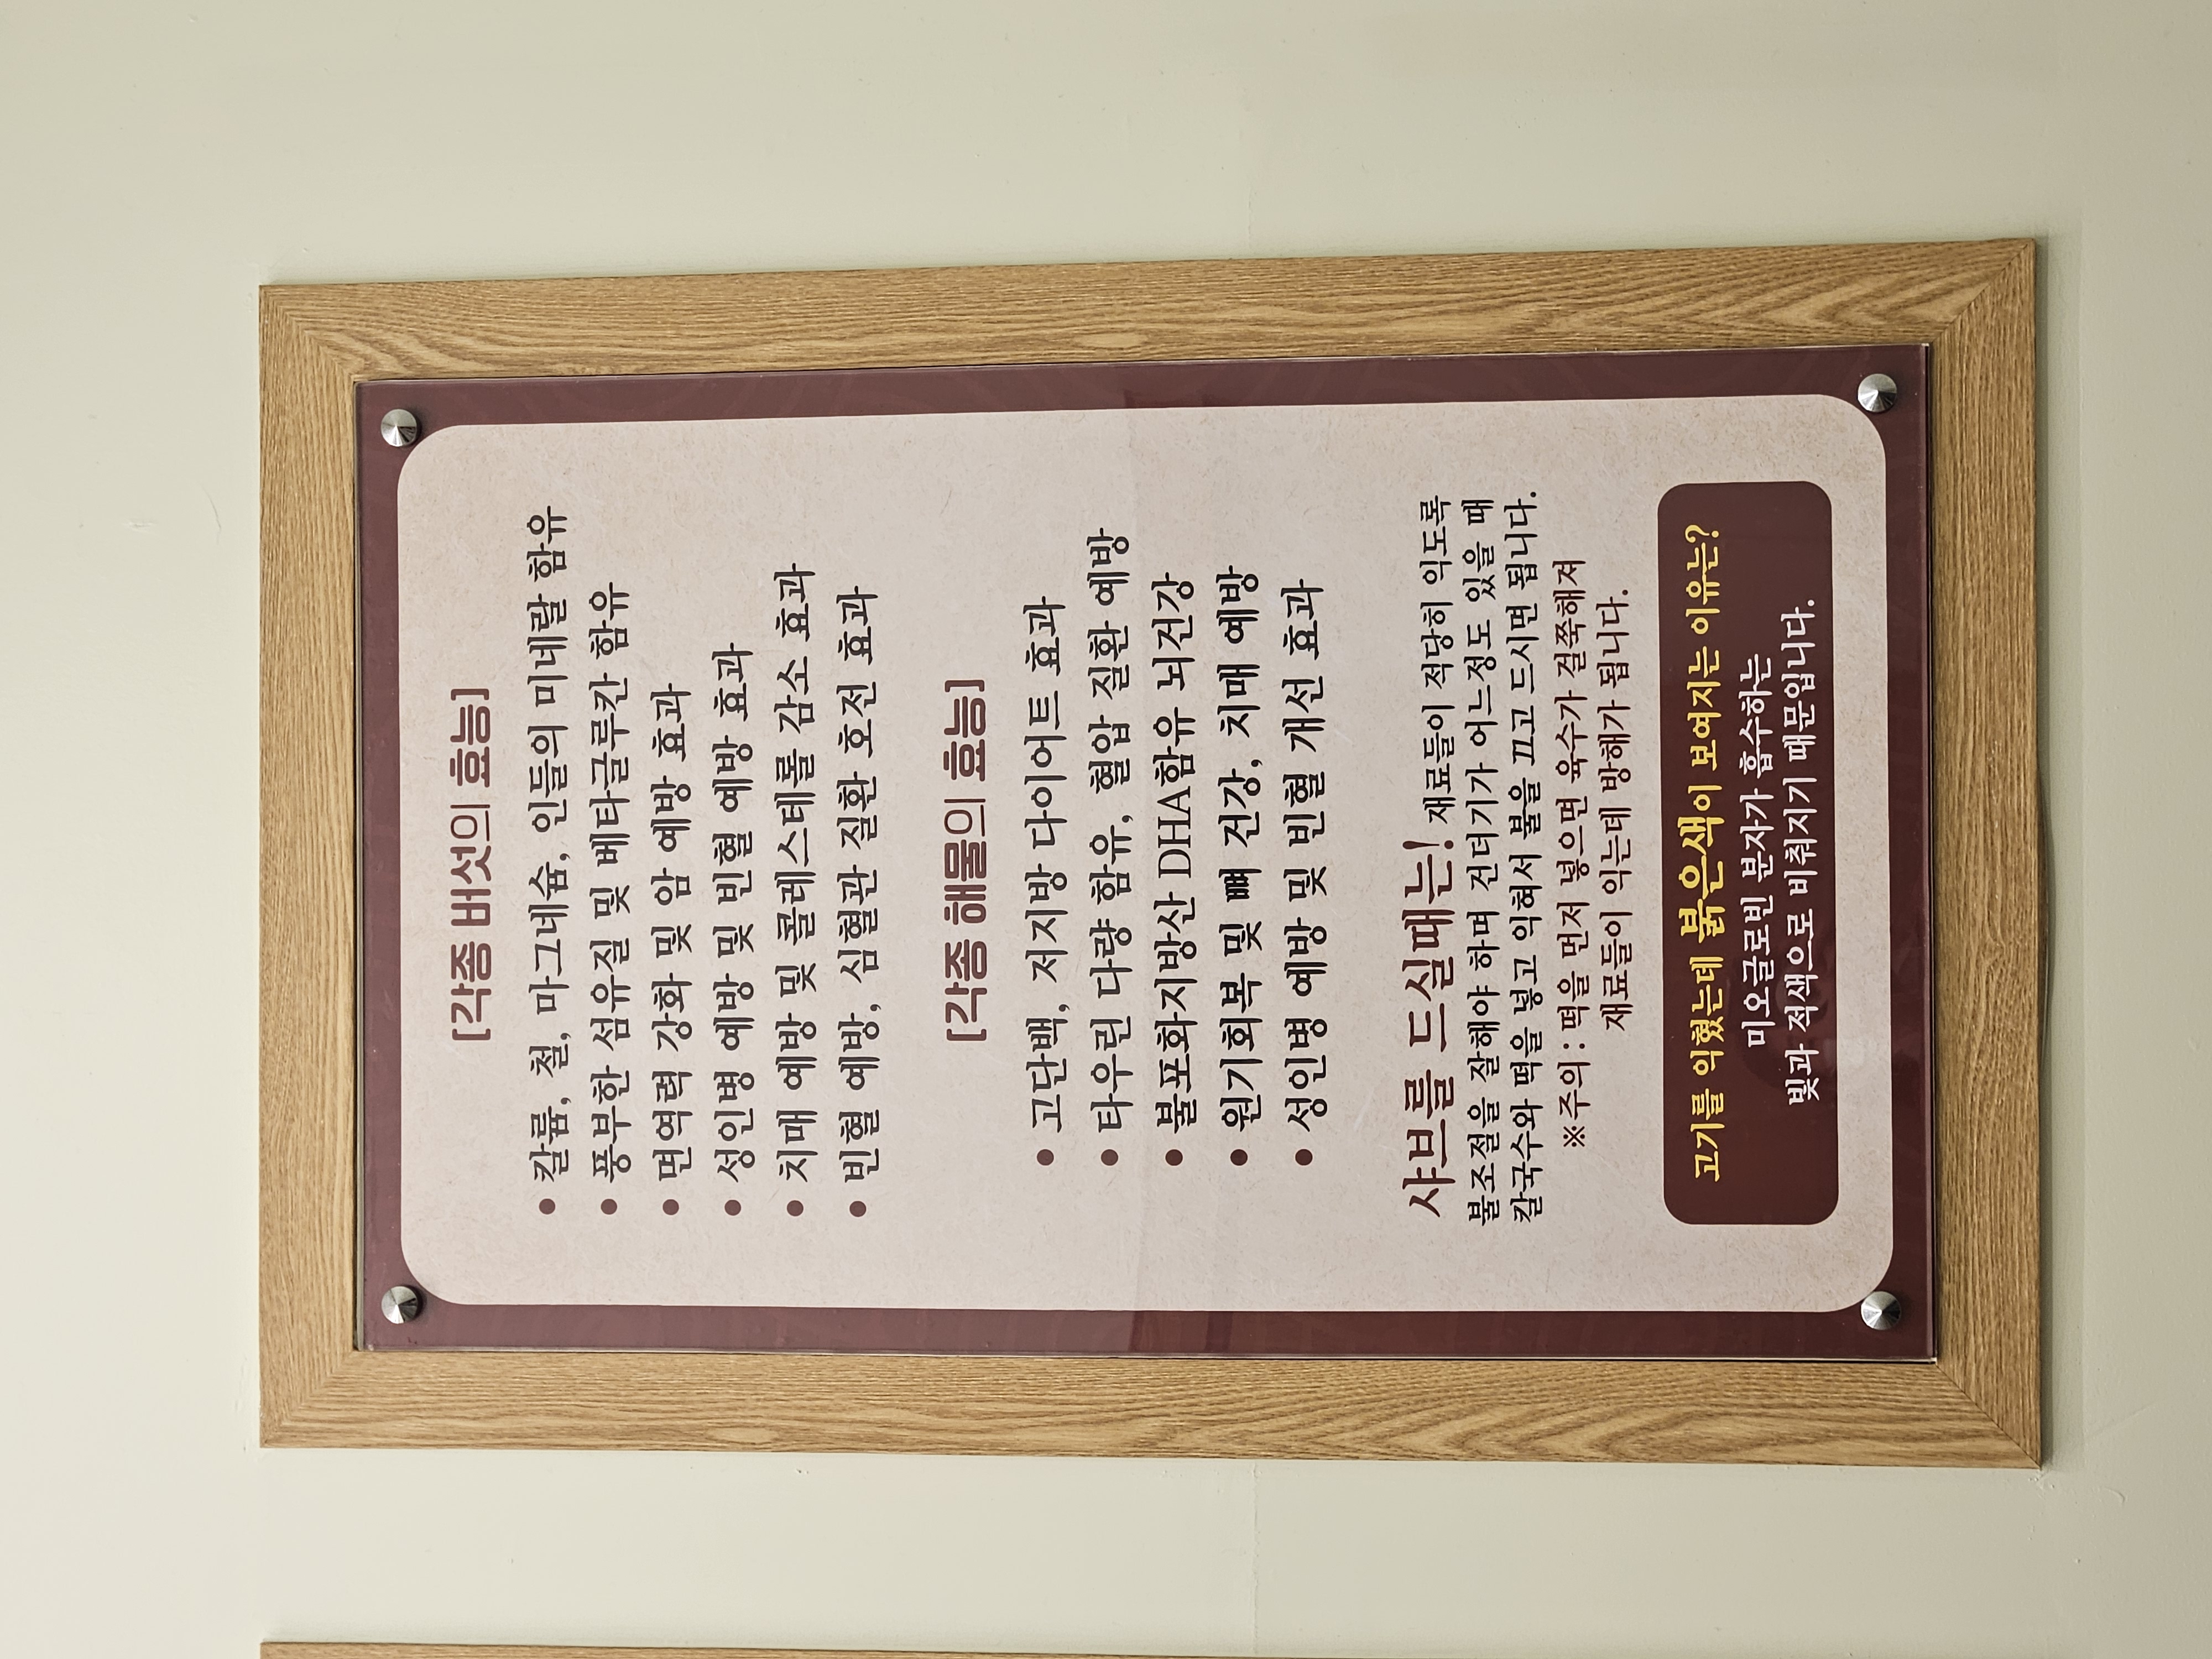 [각종 버섯의 효능]
• 칼륨, 철, 마그네슘, 인들의 미네랄 함유
• 풍부한 섬유질 및 베타글루칸 함유
• 면역력 강화 및 암 예방 효과
• 성인병 예방 및 빈혈 예방 효과
• 치매 예방 및 콜레스테롤 감소 효과
• 빈혈 예방, 심혈관 질환 호전 효과
[각종 해물의 효능]
• 고단백, 저지방 다이어트 효과
• 타우린 다량 함유, 혈압 질환 예방
• 불포화지방산 DHA함유 뇌건강
• 원기회복 및 뼈 건강, 치매 예방
• 성인병 예방 및 빈혈 개선 효과
샤브를 드실때는! 재료들이 적당히 익도록
불조절을 잘해야 하며 건더기가 어느정도 있을 때
칼국수와 떡을 넣고 익혀서 불을 끄고 드시면 됩니다.
※주의 : 떡을 먼저 넣으면 육수가 걸쭉해져
재료들이 익는데 방해가 됩니다.
고기를 익혔는데 붉은색이 보여지는 이유는?
미오글로빈 분자가 흡수하는
빛과 적색으로 비춰지기 때문입니다.